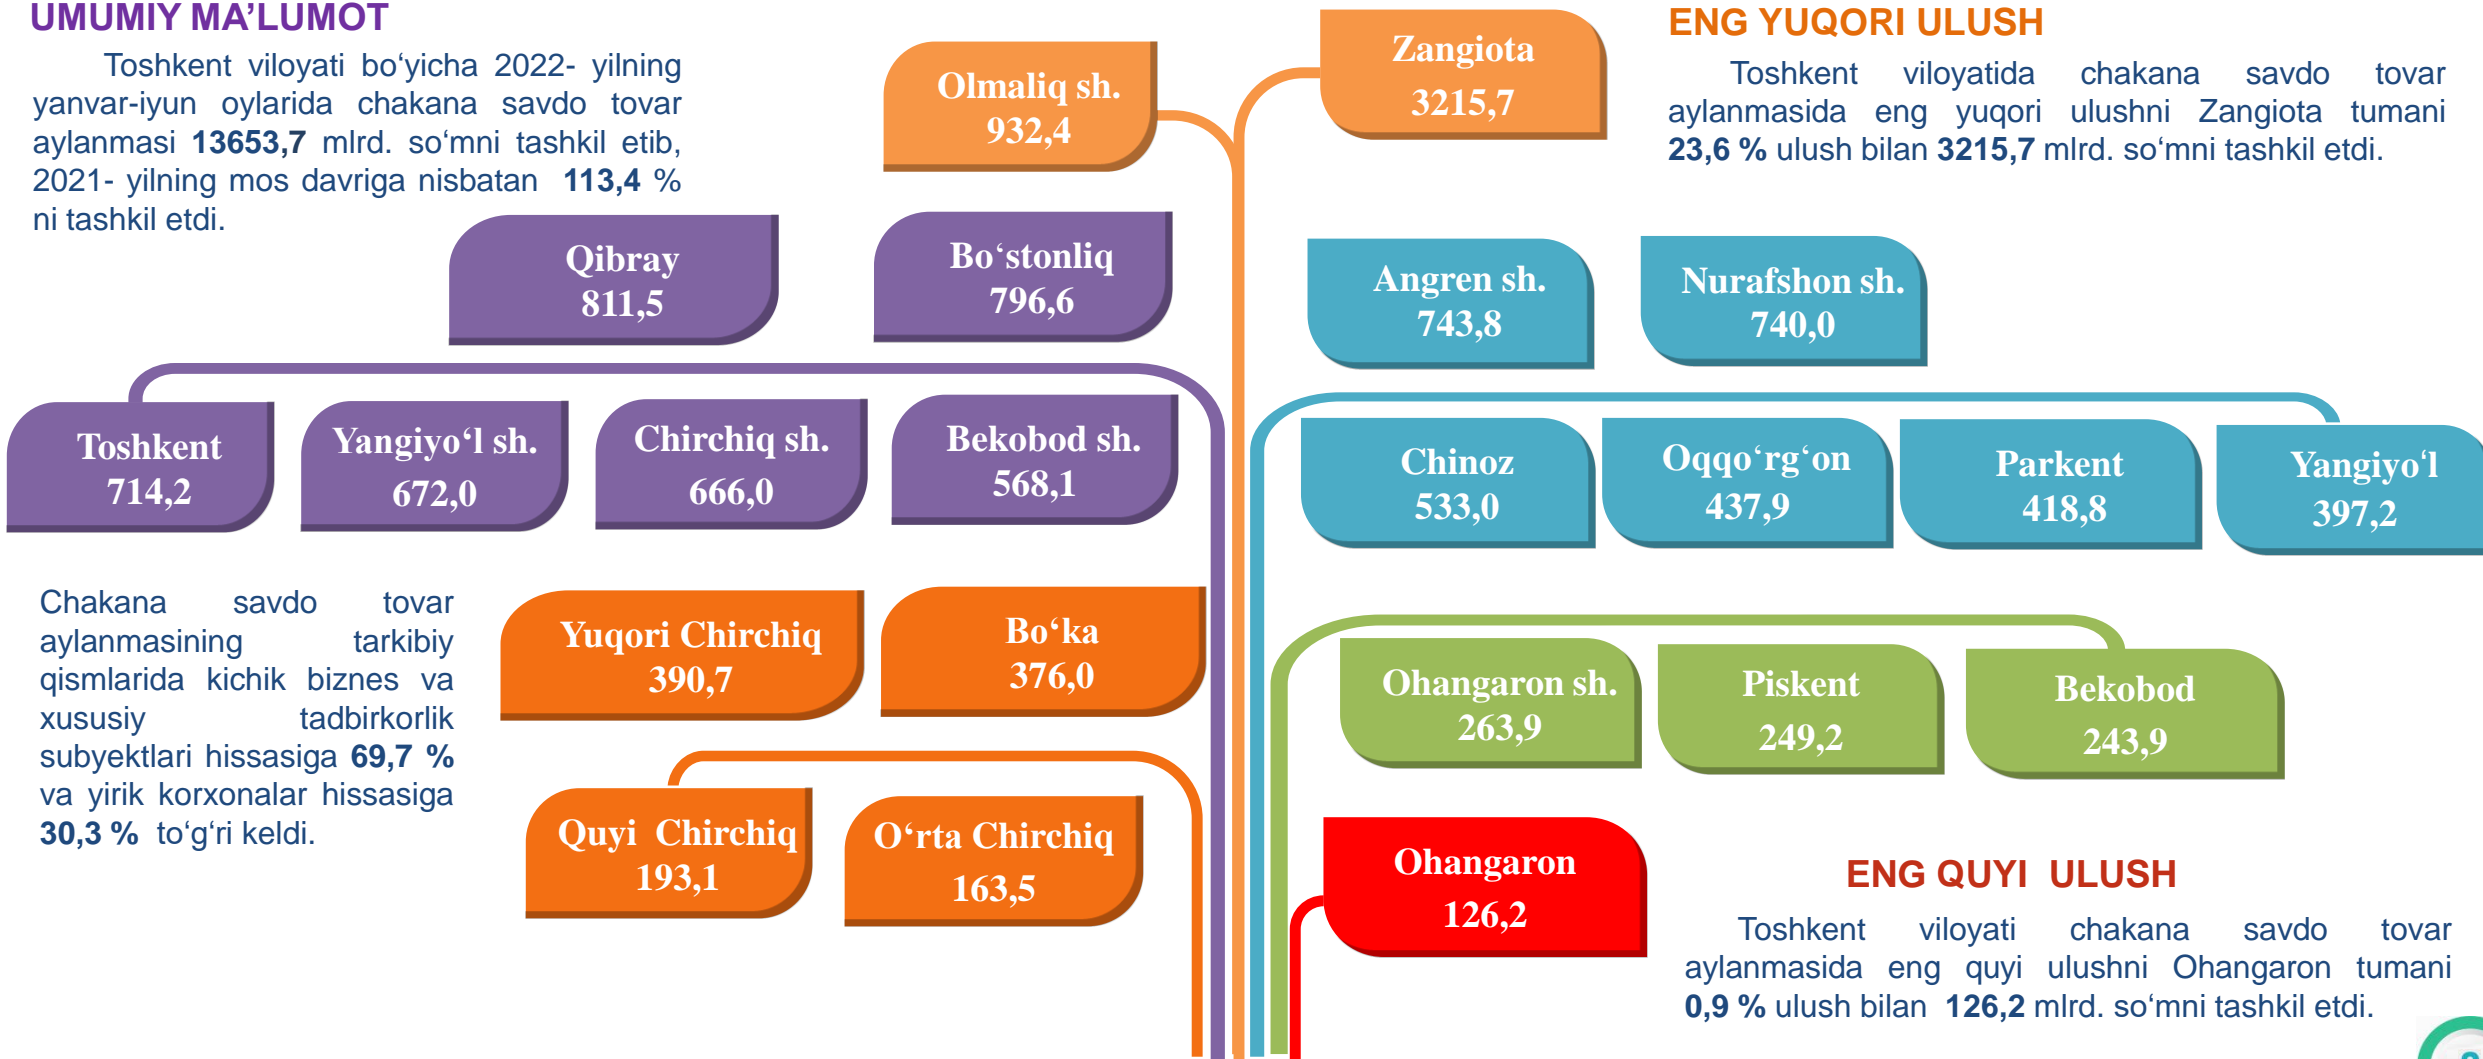 UMUMIY MA’LUMOT
Toshkent viloyati bo‘yicha 2022- yilning
yanvar-iyun oylarida chakana savdo tovar
aylanmasi 13653,7 mlrd. so‘mni tashkil etib,
2021- yilning mos davriga nisbatan 113,4 %
ni tashkil etdi.
Olmaliq sh.
932,4
Zangiota
3215,7
ENG YUQORI ULUSH
Toshkent viloyatida chakana savdo tovar
aylanmasida eng yuqori ulushni Zangiota tumani
23,6 % ulush bilan 3215,7 mlrd. so‘mni tashkil etdi.
Qibray
811,5
Bo‘stonliq
796,6
Angren sh.
743,8
Nurafshon sh.
740,0
Toshkent
714,2
Yangiyo‘l sh.
672,0
Chirchiq sh.
666,0
Bekobod sh.
568,1
Chinoz
533,0
Oqqo‘rg‘on
437,9
Parkent
418,8
Yangiyo‘l
397,2
Chakana savdo tovar
aylanmasining tarkibiy
qismlarida kichik biznes va
xususiy tadbirkorlik
subyektlari hissasiga 69,7 %
va yirik korxonalar hissasiga
30,3 % to‘g‘ri keldi.
Yuqori Chirchiq
390,7
Bo‘ka
376,0
Ohangaron sh.
263,9
Piskent
249,2
Bekobod
243,9
Quyi Chirchiq
193,1
O‘rta Chirchiq
163,5
Ohangaron
126,2
ENG QUYI ULUSH
Toshkent viloyati chakana savdo tovar
aylanmasida eng quyi ulushni Ohangaron tumani
0,9 % ulush bilan 126,2 mlrd. so‘mni tashkil etdi.